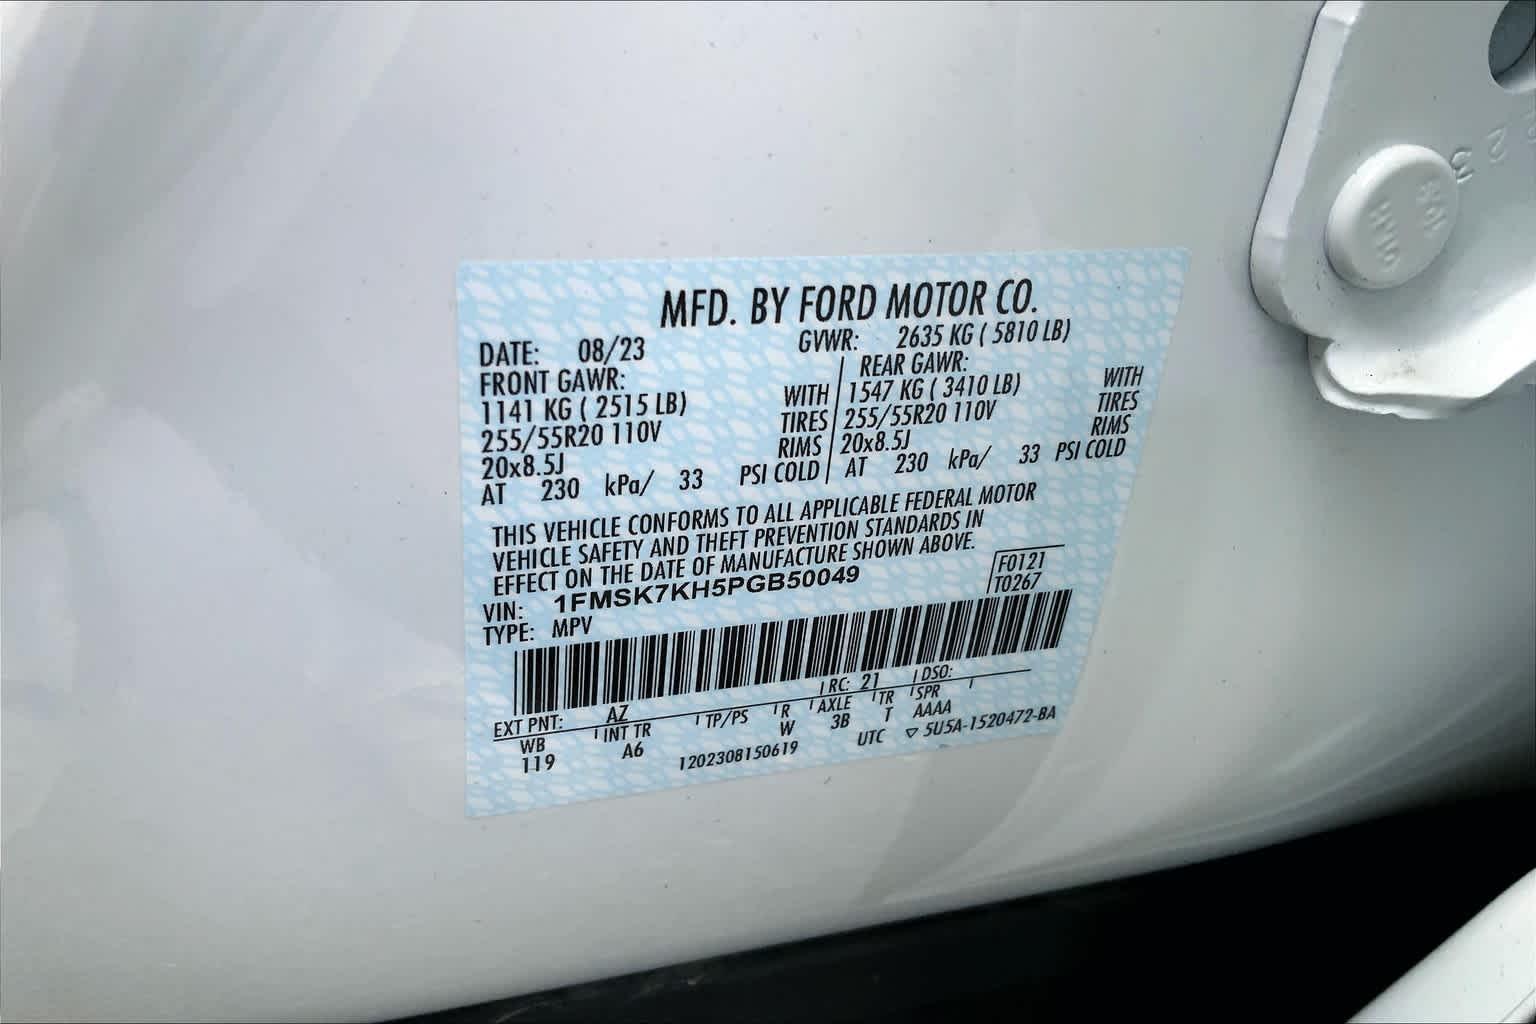 MFD. BY FORD MOTOR CO.
DATE: 08/23 GVWR: 2635 KG ( 5810 LB)
FRONT GAWR: REAR GAWR:
1141 KG ( 2515 LB) WITH 1547 KG ( 3410 LB) WITH
255/55R20 110V TIRES 255/55R20 110V TIRES
20x8.5J RIMS 20x8.5J RIMS
AT 230 kPa/ 33 PSI COLD AT 230 kPa/ 33 PSI COLD
THIS VEHICLE CONFORMS TO ALL APPLICABLE FEDERAL MOTOR
VEHICLE SAFETY AND THEFT PREVENTION STANDARDS IN
EFFECT ON THE DATE OF MANUFACTURE SHOWN ABOVE.
F0121
VIN: 1FMSK7KH5PGB50049 T0267
TYPE: MPV
EXT PNT: AZ RC: 21 DSO:
WB INT TR TP/PS R AXLE TR SPR
119 A6 W 3B T AAAA
1202308150619 UTC ▽ 5U5A-1520472-BA